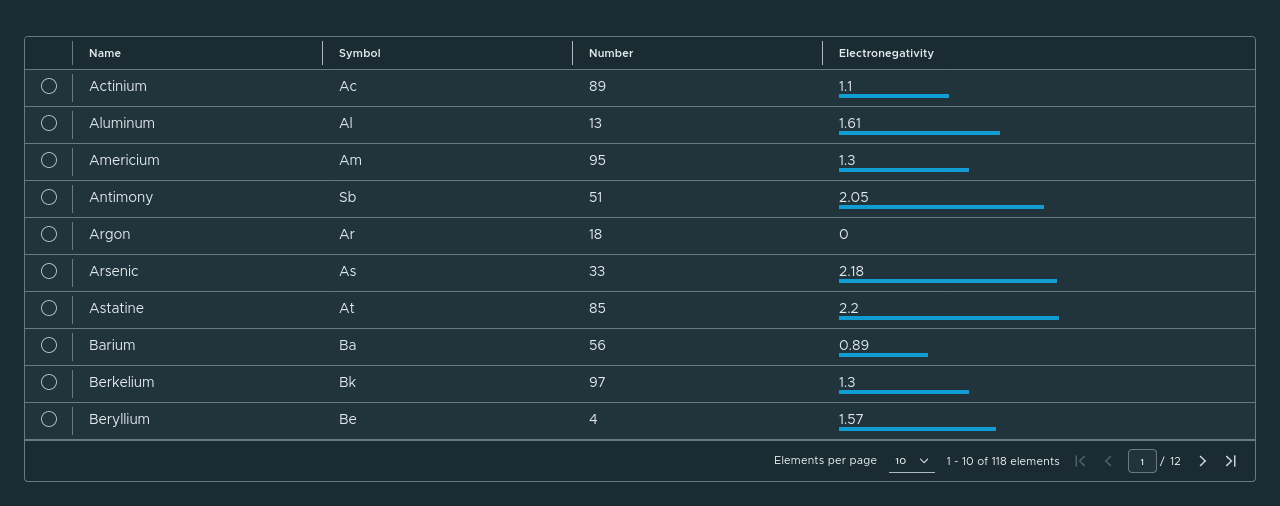 Name Symbol Number Electronegativity
Actinium Ac 89 1.1
Aluminum Al 13 1.61
Americium Am 95 1.3
Antimony Sb 51 2.05
Argon Ar 18 0
Arsenic As 33 2.18
Astatine At 85 2.2
Barium Ba 56 0.89
Berkelium Bk 97 1.3
Beryllium Be 4 1.57
Elements per page 10 1 - 10 of 118 elements 1 / 12